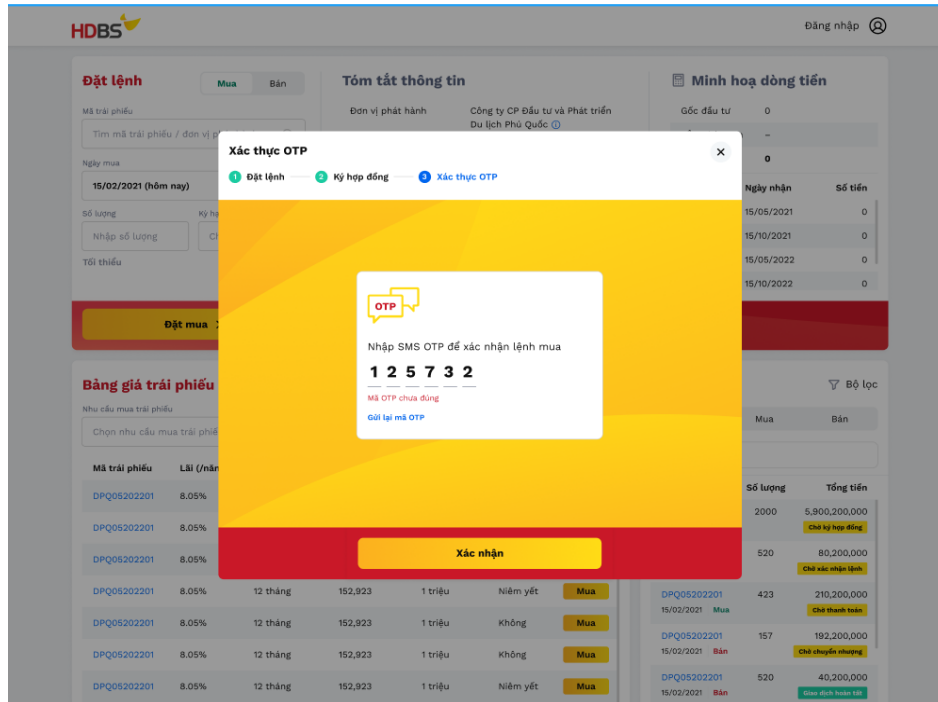 HDBS
Đăng nhập
Đặt lệnh
Mua
Bán
Mã trái phiếu
Tìm mã trái phiếu / đơn vị
Ngày mua
15/02/2021 (hôm nay)
Số lượng
Kỳ
Nhập số lượng
Tối thiểu
Đặt mua
Tóm tắt thông tin
Đơn vị phát hành
Công ty CP Đầu tư và Phát triển
Du lịch Phú Quốc
Minh hoạ dòng tiền
Gốc đầu tư
0
–
0
Ngày nhận
Số tiền
15/05/2021
0
15/10/2021
0
15/05/2022
0
15/10/2022
0
Xác thực OTP
1 Đặt lệnh
2 Ký hợp đồng
3 Xác thực OTP
OTP
Nhập SMS OTP để xác nhận lệnh mua
1 2 5 7 3 2
Mã OTP chưa đúng
Gửi lại mã OTP
Xác nhận
Bảng giá trái phiếu
Nhu cầu mua trái phiếu
Chọn nhu cầu mua trái
Mã trái phiếu
DPQ05202201 8.05%
DPQ05202201 8.05%
DPQ05202201 8.05%
DPQ05202201 8.05% 12 tháng 152,923 1 triệu Niêm yết Mua
DPQ05202201 8.05% 12 tháng 152,923 1 triệu Không Mua
DPQ05202201 8.05% 12 tháng 152,923 1 triệu Không Mua
DPQ05202201 8.05% 12 tháng 152,923 1 triệu Niêm yết Mua
Bộ lọc
Mua
Bán
Số lượng
Tổng tiền
2000 5,900,200,000
Chờ ký hợp đồng
520 80,200,000
Chờ xác nhận lệnh
DPQ05202201 423 210,200,000
15/02/2021 Mua Chờ thanh toán
DPQ05202201 157 192,200,000
15/02/2021 Bán Chờ chuyển nhượng
DPQ05202201 520 40,200,000
15/02/2021 Bán Giao dịch hoàn tất